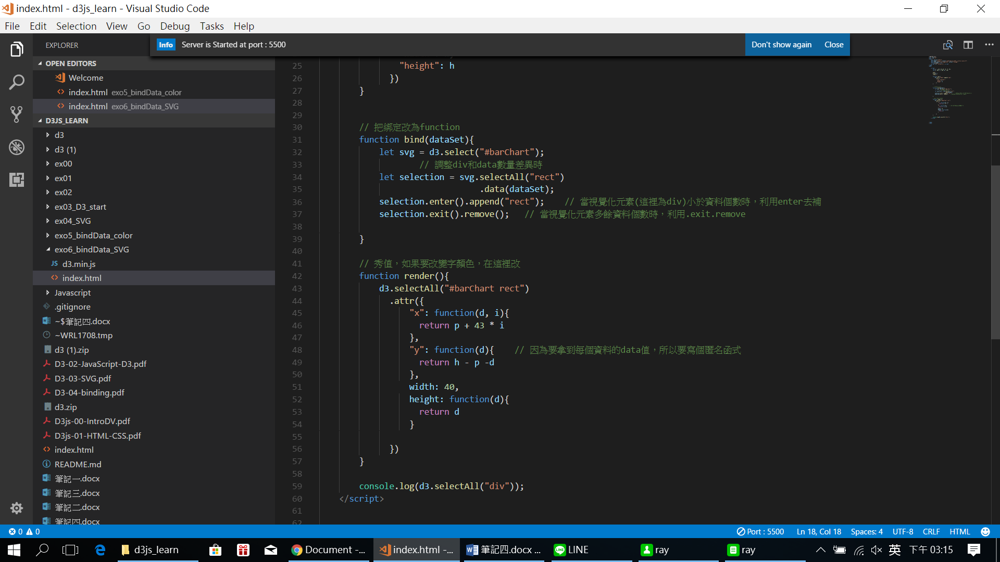 index.html - d3js_learn - Visual Studio Code
File Edit Selection View Go Debug Tasks Help
EXPLORER
Info Server is Started at port : 5500 Don't show again Close
OPEN EDITORS
Welcome
index.html exo5_bindData_color
index.html exo6_bindData_SVG
D3JS_LEARN
d3
d3 (1)
ex00
ex01
ex02
ex03_D3_start
ex04_SVG
exo5_bindData_color
exo6_bindData_SVG
JS d3.min.js
index.html
Javascript
.gitignore
~$筆記四.docx
~WRL1708.tmp
d3 (1).zip
D3-02-JavaScript-D3.pdf
D3-03-SVG.pdf
D3-04-binding.pdf
d3.zip
D3js-00-IntroDV.pdf
D3js-01-HTML-CSS.pdf
index.html
README.md
筆記一.docx
筆記三.docx
筆記二.docx
筆記四.docx
25 "height": h
26 })
27 }
28
29
30 // 把綁定改為function
31 function bind(dataSet){
32 let svg = d3.select("#barChart");
33 // 調整div和data數量差異時
34 let selection = svg.selectAll("rect")
35 .data(dataSet);
36 selection.enter().append("rect"); // 當視覺化元素(這裡為div)小於資料個數時，利用enter去補
37 selection.exit().remove(); // 當視覺化元素多餘資料個數時，利用.exit.remove
38
39 }
40
41 // 秀值，如果要改變字顏色，在這裡改
42 function render(){
43 d3.selectAll("#barChart rect")
44 .attr({
45 "x": function(d, i){
46 return p + 43 * i
47 },
48 "y": function(d){ // 因為要拿到每個資料的data值，所以要寫個匿名函式
49 return h - p -d
50 },
51 width: 40,
52 height: function(d){
53 return d
54 }
55
56 })
57 }
58
59 console.log(d3.selectAll("div"));
60 </script>
61
62
0 0 Port : 5500 Ln 18, Col 18 Spaces: 4 UTF-8 CRLF HTML
d3js_learn Document -... index.html -... 筆記四.docx ... LINE ray ray 英 下午 03:15